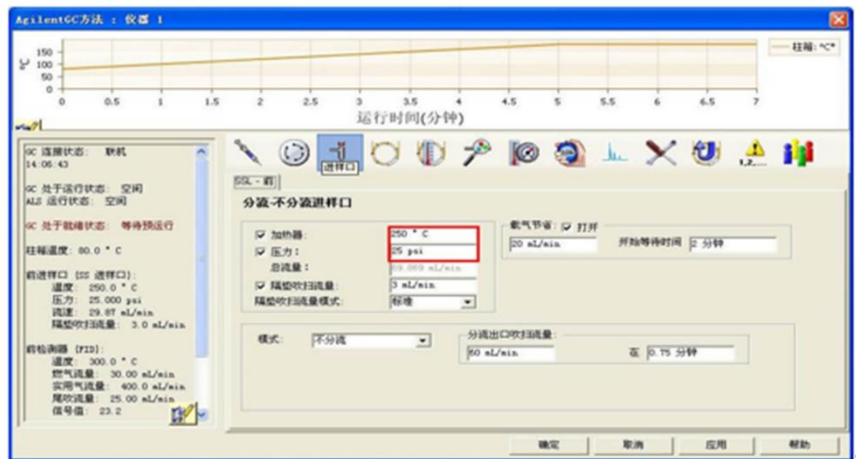 AgilentGC方法 : 仪器 1
150
100
50
°C
柱箱: °C*
0 0.5 1 1.5 2 2.5 3 3.5 4 4.5 5 5.5 6 6.5 7
运行时间(分钟)
GC 连接状态: 联机
14:06:43
GC 处于运行状态: 空闲
ALS 运行状态: 空闲
GC 处于就绪状态: 等待预运行
柱箱温度: 80.0 ° C
前进样口 (SS 进样口):
温度: 250.0 ° C
压力: 25.000 psi
流速: 29.87 mL/min
隔垫吹扫流量: 3.0 mL/min
前检测器 (FID):
温度: 300.0 ° C
燃气流量: 30.00 mL/min
实用气流量: 400.0 mL/min
尾吹流量: 25.00 mL/min
信号值: 23.2
进样口
1,2,...
SSL - 前
分流-不分流进样口
加热器: 250 ° C
压力: 25 psi
总流量: 69.069 mL/min
隔垫吹扫流量: 3 mL/min
隔垫吹扫流量模式: 标准
载气节省: 打开
20 mL/min 开始等待时间 2 分钟
模式: 不分流
分流出口吹扫流量:
60 mL/min 在 0.75 分钟
确定 取消 应用 帮助